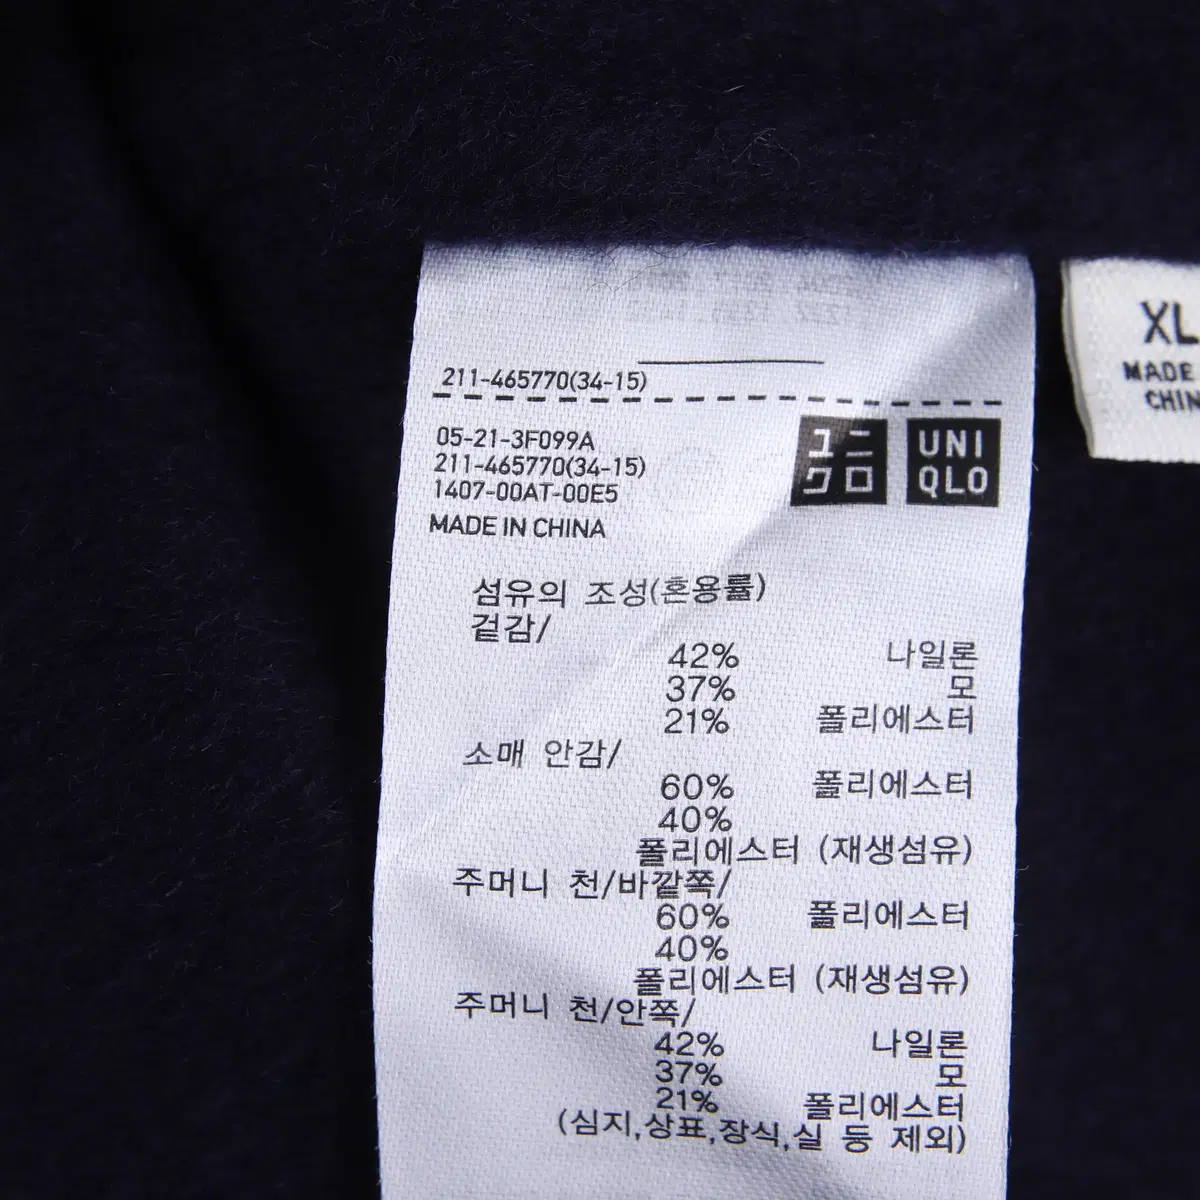 211-465770(34-15)
05-21-3F099A
211-465770(34-15)
1407-00AT-00E5
MADE IN CHINA
ユニ
クロ
UNI
QLO
섬유의 조성(혼용률)
겉감/
42% 나일론
37% 모
21% 폴리에스터
소매 안감/
60% 폴리에스터
40%
폴리에스터 (재생섬유)
주머니 천/바깥쪽/
60% 폴리에스터
40%
폴리에스터 (재생섬유)
주머니 천/안쪽/
42% 나일론
37% 모
21% 폴리에스터
(심지,상표,장식,실 등 제외)
XL
MADE
CHIN